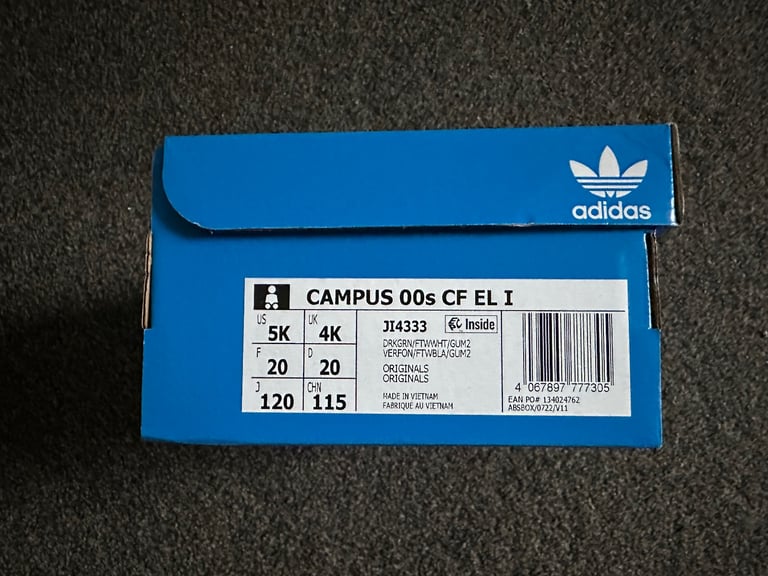 adidas
CAMPUS 00s CF EL I
US 5K UK 4K
F 20 D 20
J 120 CHN 115
JI4333 Inside
DRKGRN/FTWWHT/GUM2
VERFON/FTWBLA/GUM2
ORIGINALS
ORIGINALS
MADE IN VIETNAM
FABRIQUÉ AU VIETNAM
4 067897 777305
EAN PO# 134024762
ABSBOX/0722/V11